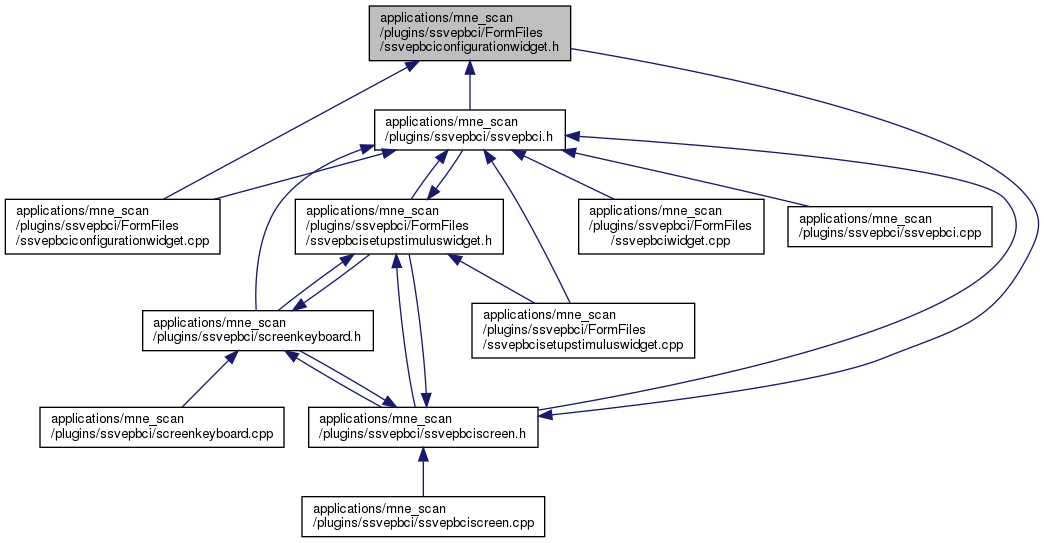 applications/mne_scan
/plugins/ssvepbci/FormFiles
/ssvepbciconfigurationwidget.h
applications/mne_scan
/plugins/ssvepbci/ssvepbci.h
applications/mne_scan
/plugins/ssvepbci/FormFiles
/ssvepbciconfigurationwidget.cpp
applications/mne_scan
/plugins/ssvepbci/FormFiles
/ssvepbcisetupstimuluswidget.h
applications/mne_scan
/plugins/ssvepbci/FormFiles
/ssvepbciwidget.cpp
applications/mne_scan
/plugins/ssvepbci/ssvepbci.cpp
applications/mne_scan
/plugins/ssvepbci/screenkeyboard.h
applications/mne_scan
/plugins/ssvepbci/FormFiles
/ssvepbcisetupstimuluswidget.cpp
applications/mne_scan
/plugins/ssvepbci/screenkeyboard.cpp
applications/mne_scan
/plugins/ssvepbci/ssvepbciscreen.h
applications/mne_scan
/plugins/ssvepbci/ssvepbciscreen.cpp